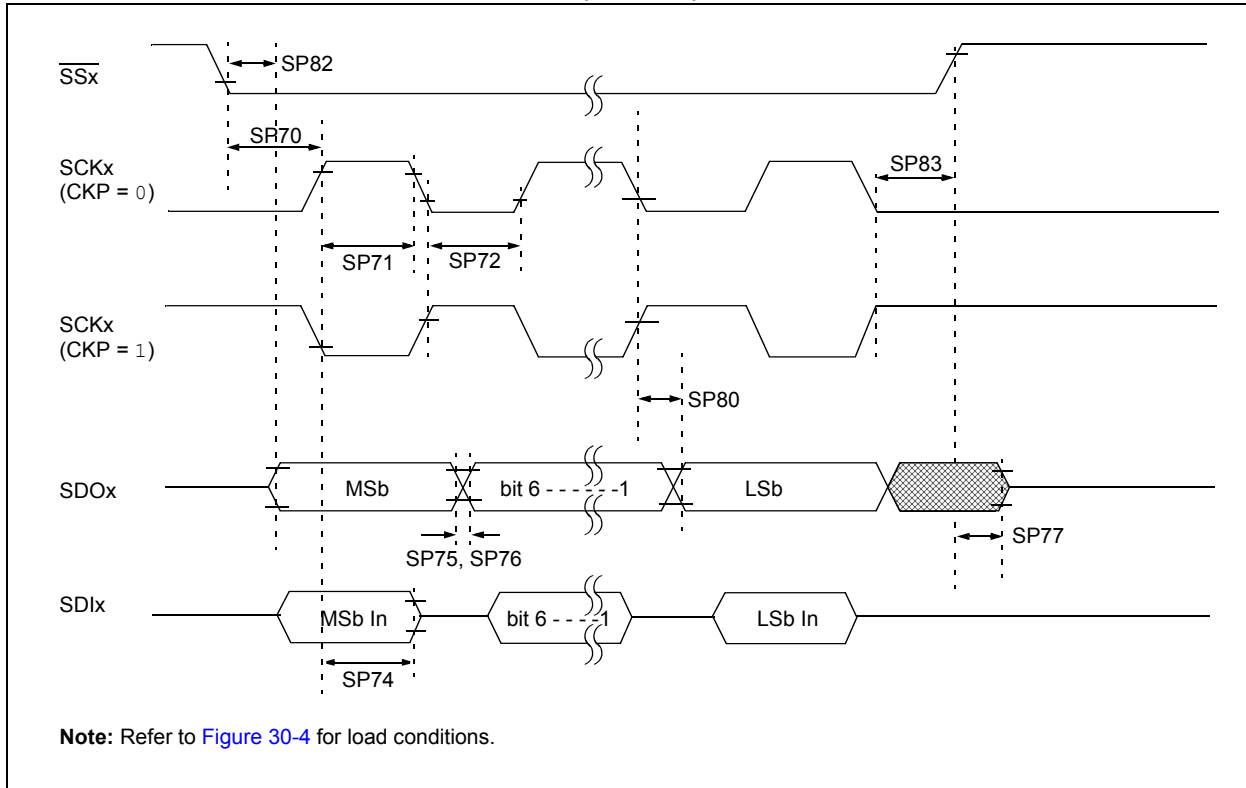 SSx
SP82
SP70
SCKx
(CKP = 0)
SP83
SP71
SP72
SCKx
(CKP = 1)
SP80
SDOx
MSb
bit 6 - - - - - -1
LSb
SP75, SP76
SP77
SDIx
MSb In
bit 6 - - - -1
LSb In
SP74
Note: Refer to Figure 30-4 for load conditions.